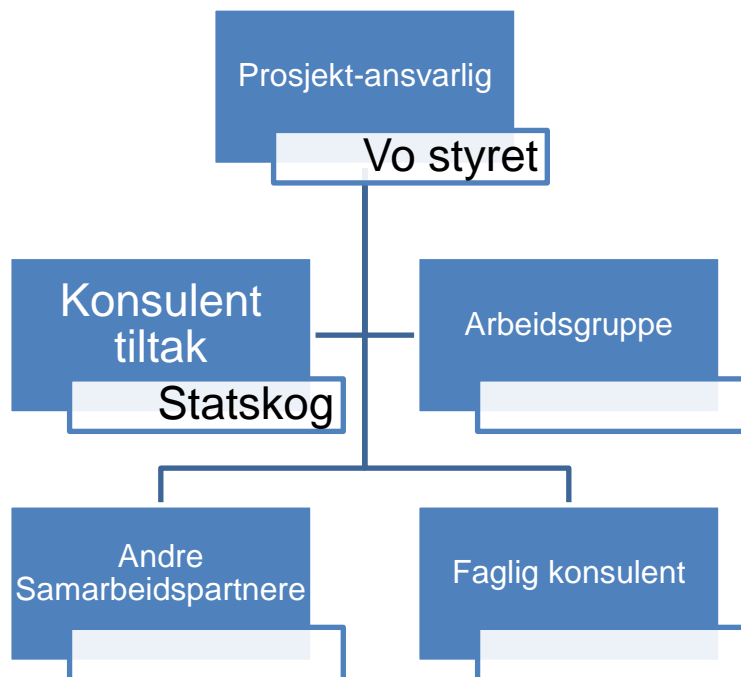 Prosjekt-ansvarlig
Vo styret
Konsulent
tiltak
Statskog
Arbeidsgruppe
Andre
Samarbeidspartnere
Faglig konsulent